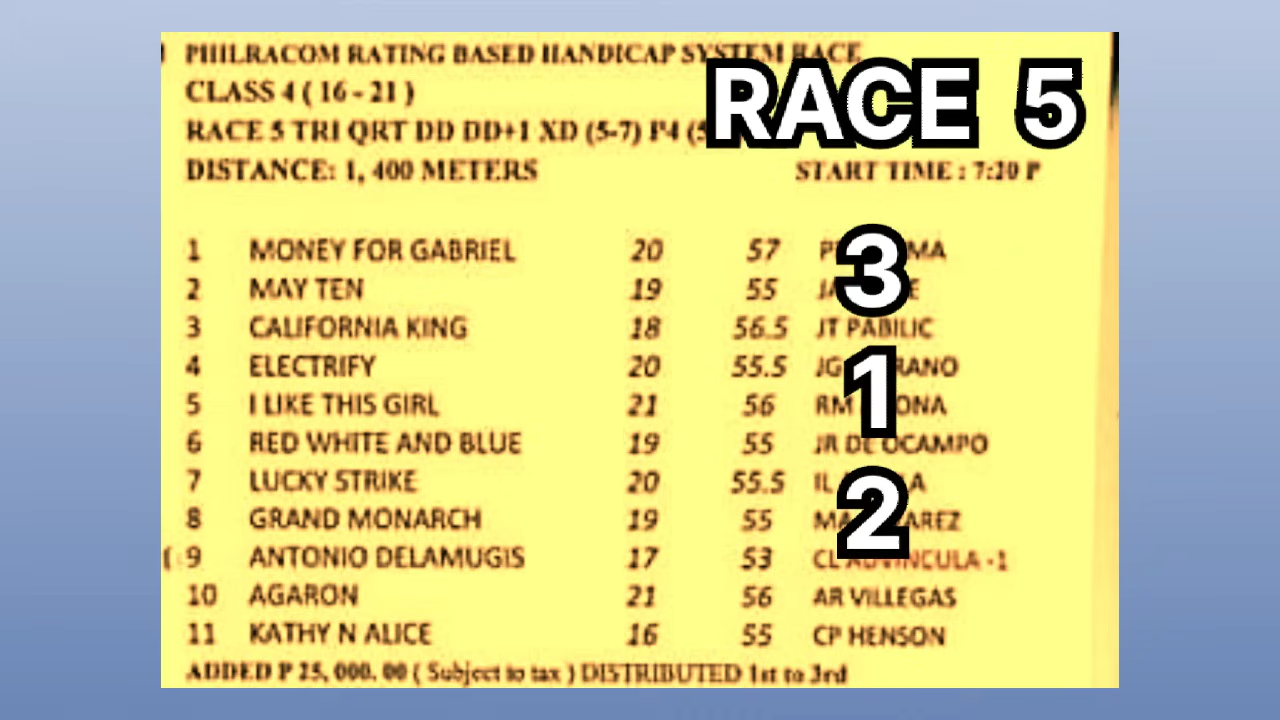 PHILRACOM RATING BASED HANDICAP SYSTEM RACE
CLASS 4 ( 16 - 21 )
RACE 5
RACE 5 TRI QRT DD DD+1 XD (5-7) P4 (5
DISTANCE: 1, 400 METERS START TIME : 7:20 P
1 MONEY FOR GABRIEL 20 57
3
2 MAY TEN 19 55
3 CALIFORNIA KING 18 56.5 JT PABILIC
4 ELECTRIFY 20 55.5
1
5 I LIKE THIS GIRL 21 56 RM
6 RED WHITE AND BLUE 19 55 JR DE OCAMPO
7 LUCKY STRIKE 20 55.5 IL
2
8 GRAND MONARCH 19 55
( 9 ANTONIO DELAMUGIS 17 53 CL ADVINCULA -1
10 AGARON 21 56 AR VILLEGAS
11 KATHY N ALICE 16 55 CP HENSON
ADDED P 25, 000. 00 ( Subject to tax ) DISTRIBUTED 1st to 3rd